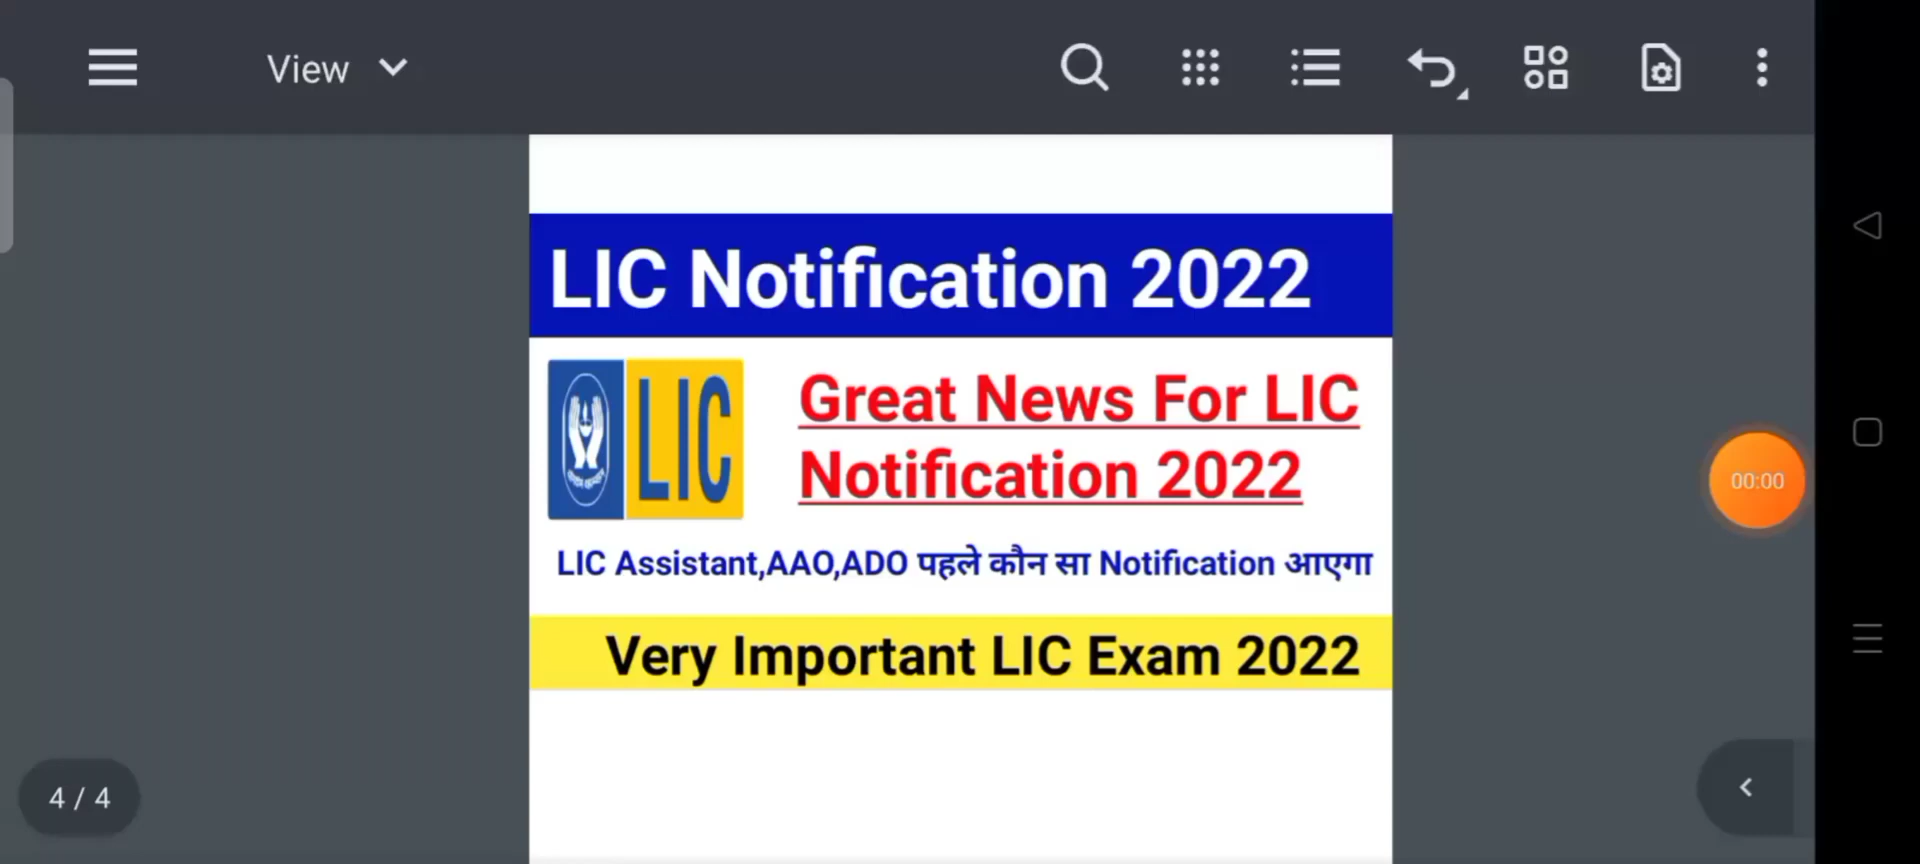 View
LIC Notification 2022
LIC
Great News For LIC
Notification 2022
LIC Assistant,AAO,ADO पहले कौन सा Notification आएगा
Very Important LIC Exam 2022
00:00
4 / 4